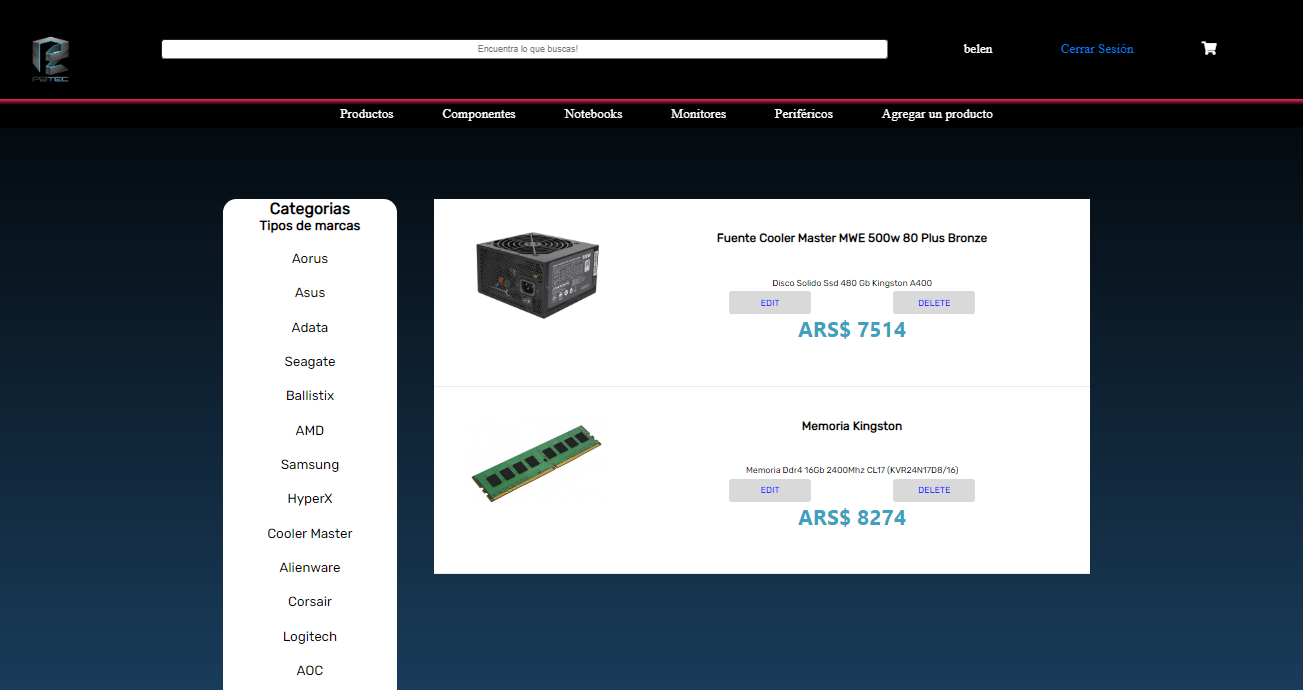 PZTEC
Encuentra lo que buscas!
belen
Cerrar Sesión
Productos
Componentes
Notebooks
Monitores
Periféricos
Agregar un producto
Categorias
Tipos de marcas
Aorus
Asus
Adata
Seagate
Ballistix
AMD
Samsung
HyperX
Cooler Master
Alienware
Corsair
Logitech
AOC
Fuente Cooler Master MWE 500w 80 Plus Bronze
Disco Solido Ssd 480 Gb Kingston A400
EDIT
DELETE
ARS$ 7514
Memoria Kingston
Memoria Ddr4 16Gb 2400Mhz CL17 (KVR24N17D8/16)
EDIT
DELETE
ARS$ 8274